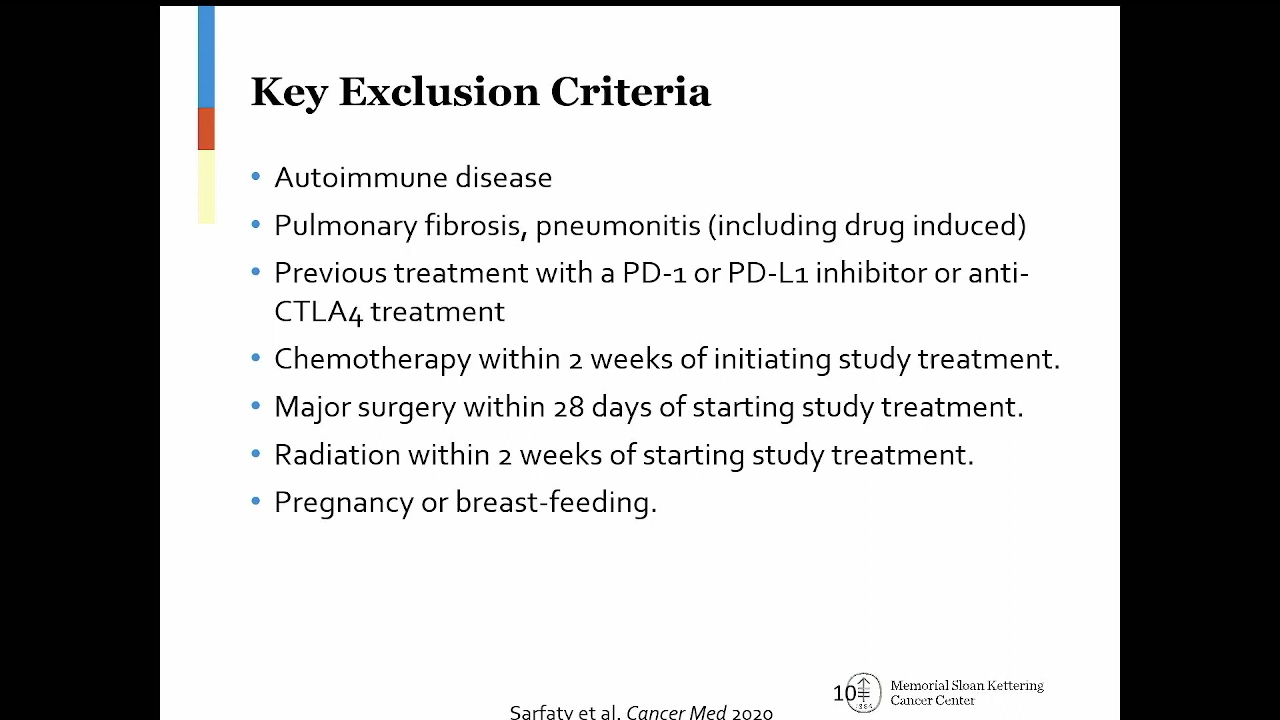 Key Exclusion Criteria
• Autoimmune disease
• Pulmonary fibrosis, pneumonitis (including drug induced)
• Previous treatment with a PD-1 or PD-L1 inhibitor or anti-
CTLA4 treatment
• Chemotherapy within 2 weeks of initiating study treatment.
• Major surgery within 28 days of starting study treatment.
• Radiation within 2 weeks of starting study treatment.
• Pregnancy or breast-feeding.
10
Memorial Sloan Kettering
Cancer Center
Sarfaty et al. Cancer Med 2020